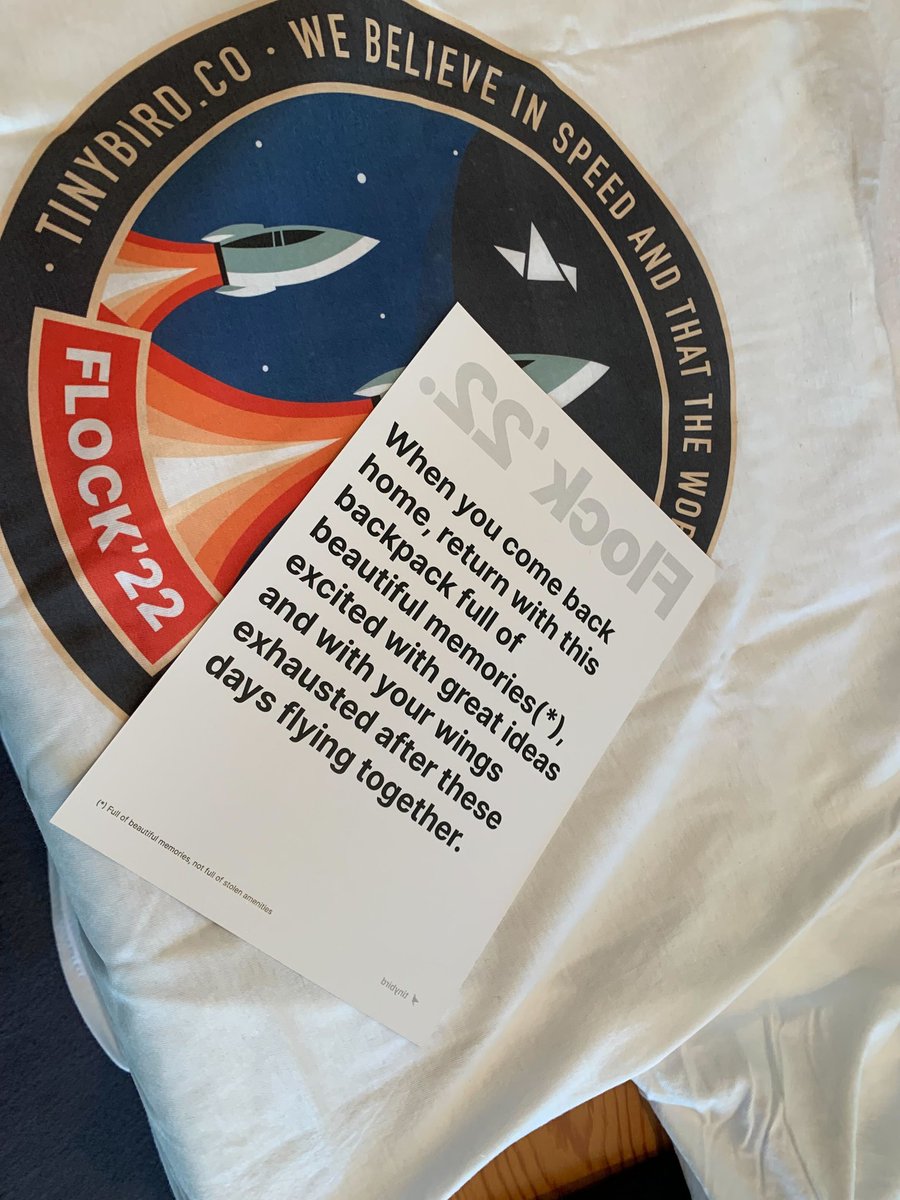 · TINYBIRD.CO · WE BELIEVE IN SPEED AND THAT THE
FLOCK'22
Flock '22.
When you come back
home, return with this
backpack full of
beautiful memories(*),
excited with great ideas
and with your wings
exhausted after these
days flying together.
(*) Full of beautiful memories, not full of stolen amenities
tinybird